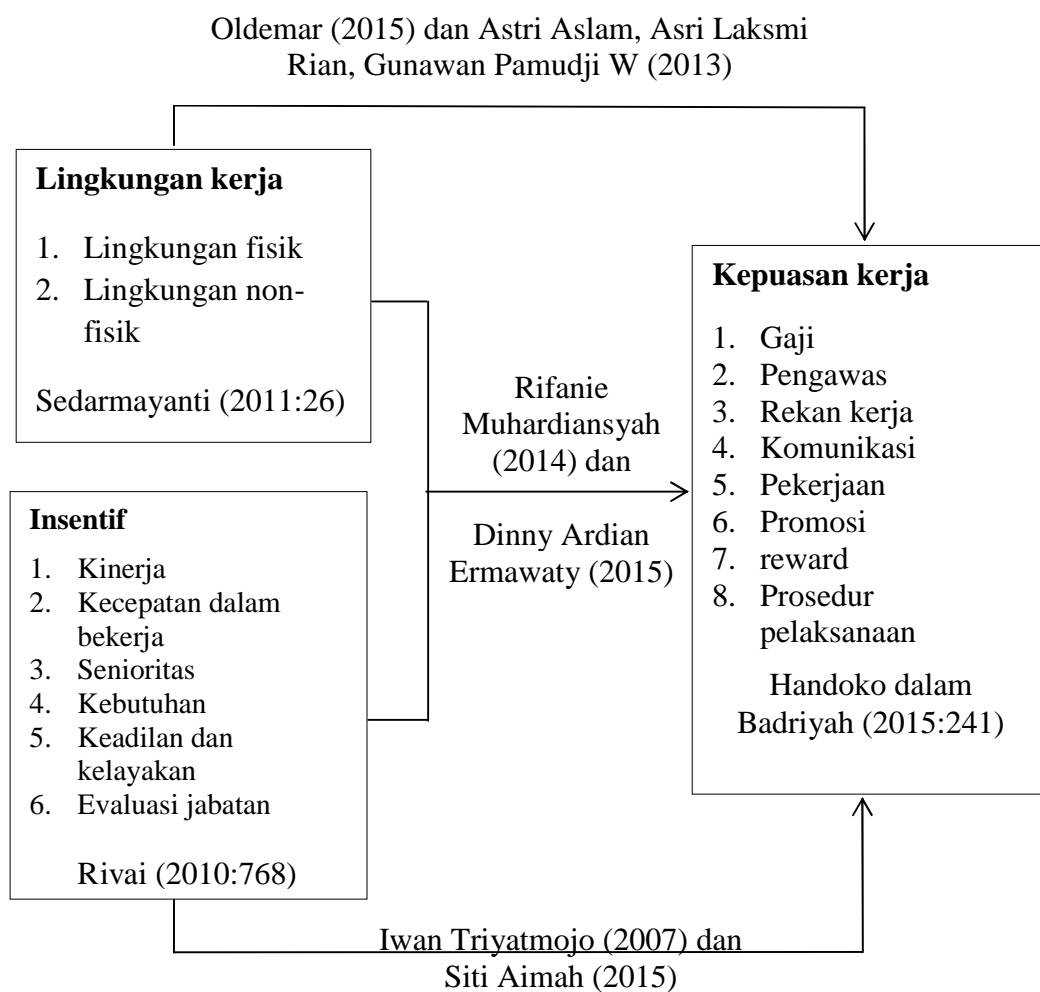 Oldemar (2015) dan Astri Aslam, Asri Laksmi
Rian, Gunawan Pamudji W (2013)
Lingkungan kerja
1. Lingkungan fisik
2. Lingkungan non-
fisik
Sedarmayanti (2011:26)
Insentif
1. Kinerja
2. Kecepatan dalam
bekerja
3. Senioritas
4. Kebutuhan
5. Keadilan dan
kelayakan
6. Evaluasi jabatan
Rivai (2010:768)
Rifanie
Muhardiansyah
(2014) dan
Dinny Ardian
Ermawaty (2015)
Kepuasan kerja
1. Gaji
2. Pengawas
3. Rekan kerja
4. Komunikasi
5. Pekerjaan
6. Promosi
7. reward
8. Prosedur
pelaksanaan
Handoko dalam
Badriyah (2015:241)
Iwan Triyatmojo (2007) dan
Siti Aimah (2015)